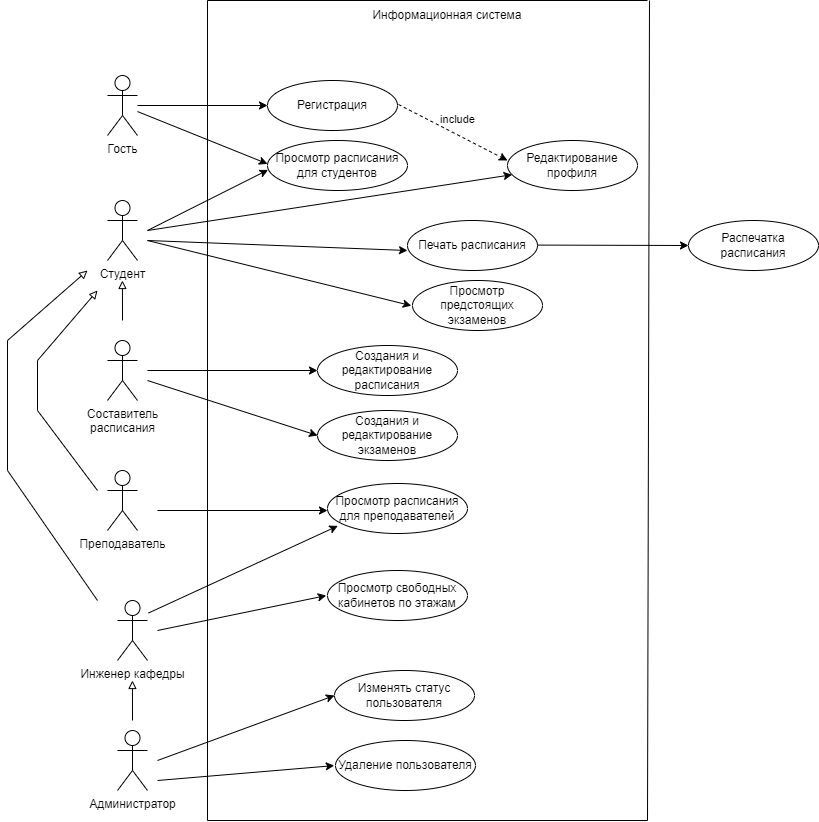 Информационная система
Гость
Регистрация
include
Просмотр расписания
для студентов
Редактирование
профиля
Студент
Печать расписания
Распечатка
расписания
Просмотр
предстоящих
экзаменов
Составитель
расписания
Создания и
редактирование
расписания
Создания и
редактирование
экзаменов
Преподаватель
Просмотр расписания
для преподавателей
Инженер кафедры
Просмотр свободных
кабинетов по этажам
Администратор
Изменять статус
пользователя
Удаление пользователя